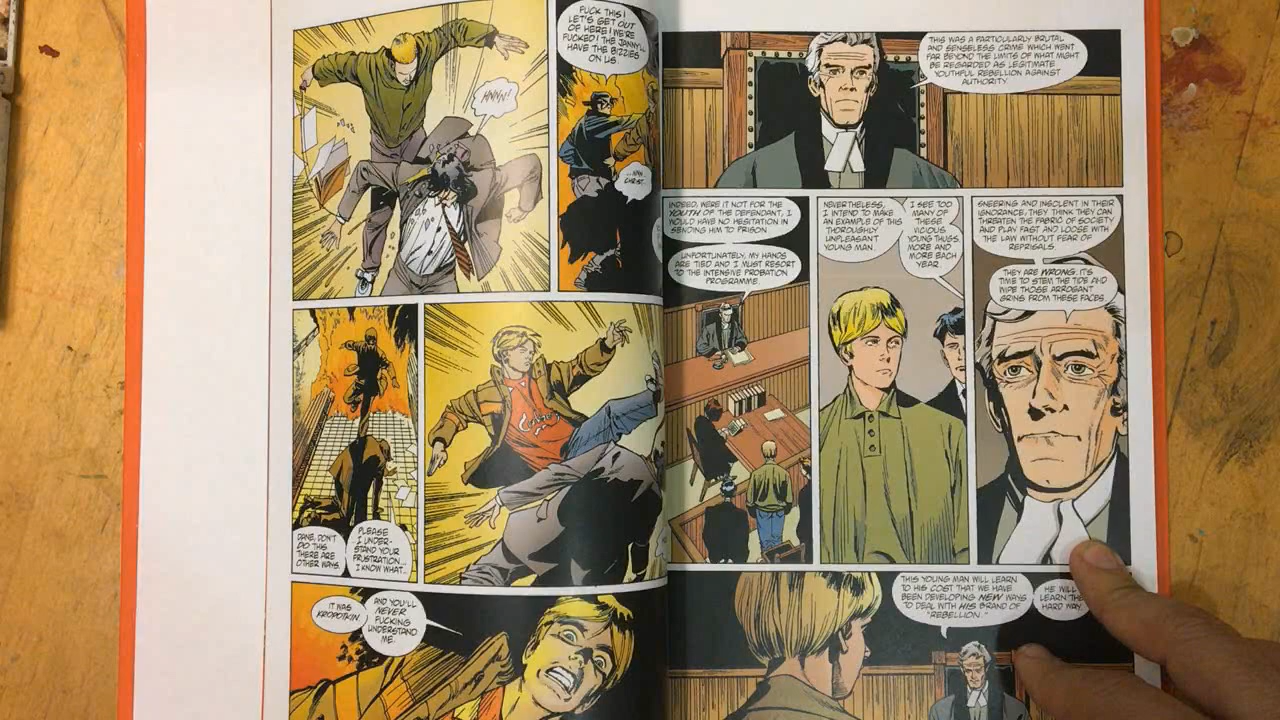 HNNN!
FUCK THIS!
LET'S GET OUT
OF HERE! WE'RE
FUCKED! THE JANNY'LL
HAVE THE BIZZIES
ON US.
...AHH
CHRIST.
DANE, DON'T
DO THIS.
THERE ARE
OTHER WAYS.
PLEASE
I UNDER-
STAND YOUR
FRUSTRATION...
I KNOW WHAT...
IT WAS
KROPOTKIN.
AND YOU'LL
NEVER
FUCKING
UNDERSTAND
ME.
THIS WAS A PARTICULARLY BRUTAL
AND SENSELESS CRIME WHICH WENT
FAR BEYOND THE LIMITS OF WHAT MIGHT
BE REGARDED AS LEGITIMATE
YOUTHFUL REBELLION AGAINST
AUTHORITY.
INDEED, WERE IT NOT FOR THE
YOUTH OF THE DEFENDANT, I
WOULD HAVE NO HESITATION IN
SENDING HIM TO PRISON.
UNFORTUNATELY, MY HANDS
ARE TIED AND I MUST RESORT
TO THE INTENSIVE PROBATION
PROGRAMME.
NEVERTHELESS,
I INTEND TO MAKE
AN EXAMPLE OF THIS
THOROUGHLY
UNPLEASANT
YOUNG MAN.
I SEE TOO
MANY OF
THESE
VICIOUS
YOUNG THUGS,
MORE AND
MORE EACH
YEAR.
SNEERING AND INSOLENT IN THEIR
IGNORANCE, THEY THINK THEY CAN
THREATEN THE FABRIC OF SOCIETY
AND PLAY FAST AND LOOSE WITH
THE LAW WITHOUT FEAR OF
REPRISALS.
THEY ARE WRONG. IT'S
TIME TO STEM THE TIDE AND
WIPE THOSE ARROGANT
GRINS FROM THESE FACES.
THIS YOUNG MAN WILL LEARN
TO HIS COST THAT WE HAVE
BEEN DEVELOPING NEW WAYS
TO DEAL WITH HIS BRAND OF
"REBELLION."
HE WILL
LEARN THE
HARD WAY.